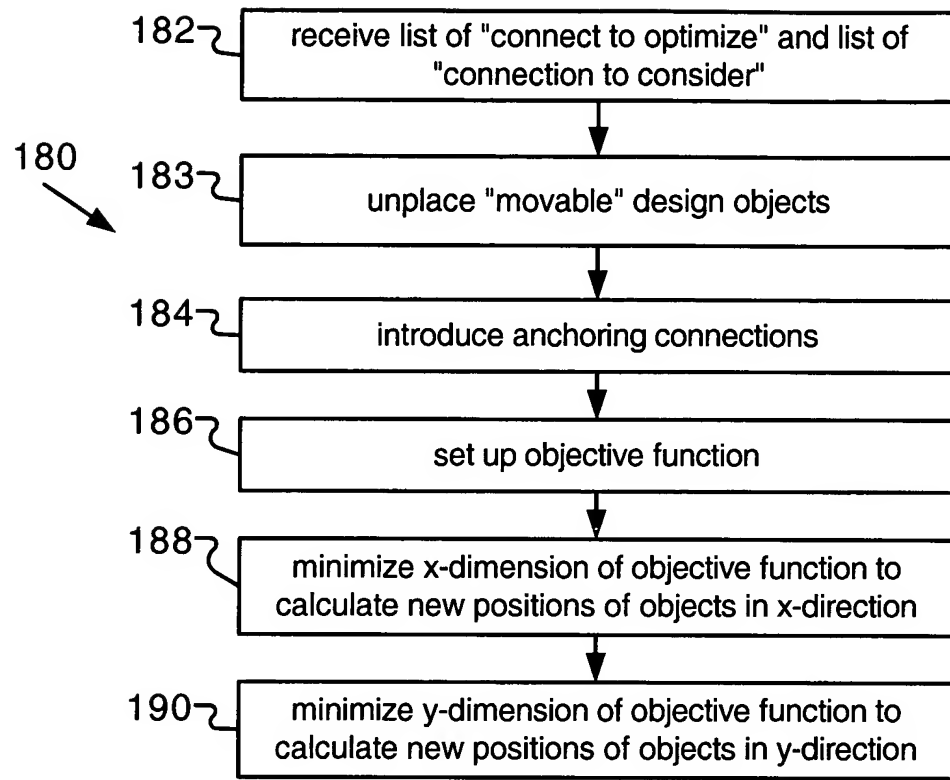 182
receive list of "connect to optimize" and list of
"connection to consider"
180
183
unplace "movable" design objects
184
introduce anchoring connections
186
set up objective function
188
minimize x-dimension of objective function to
calculate new positions of objects in x-direction
190
minimize y-dimension of objective function to
calculate new positions of objects in y-direction